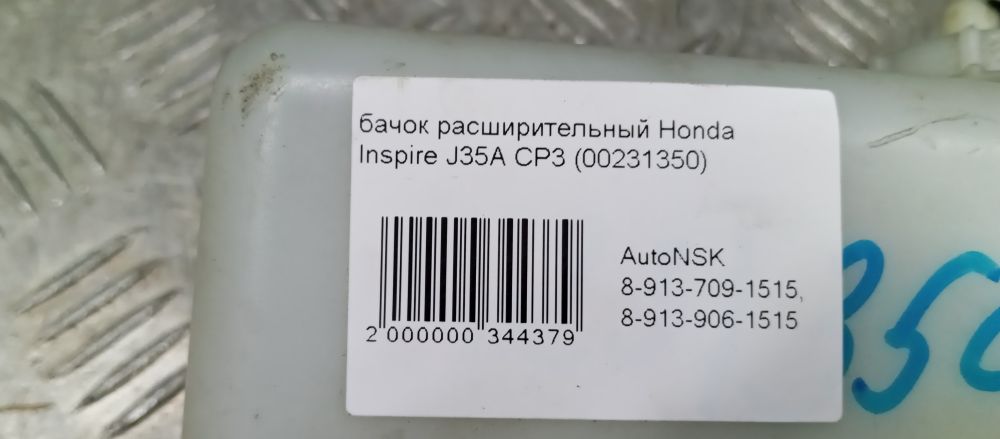 бачок расширительный Honda
Inspire J35A CP3 (00231350)
AutoNSK
8-913-709-1515,
8-913-906-1515
2 000000 344379